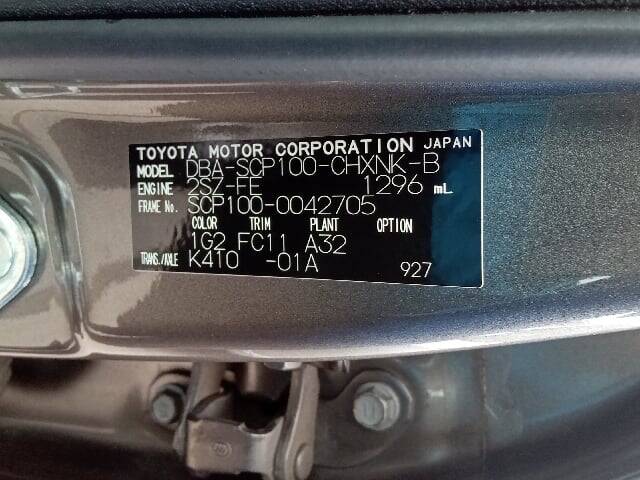 TOYOTA MOTOR CORPORATION JAPAN
MODEL DBA-SCP100-CHXNK-B
ENGINE 2SZ-FE 1296 mL
FRAME No. SCP100-0042705
COLOR TRIM PLANT OPTION
1G2 FC11 A32
TRANS./AXLE K410 -01A 927